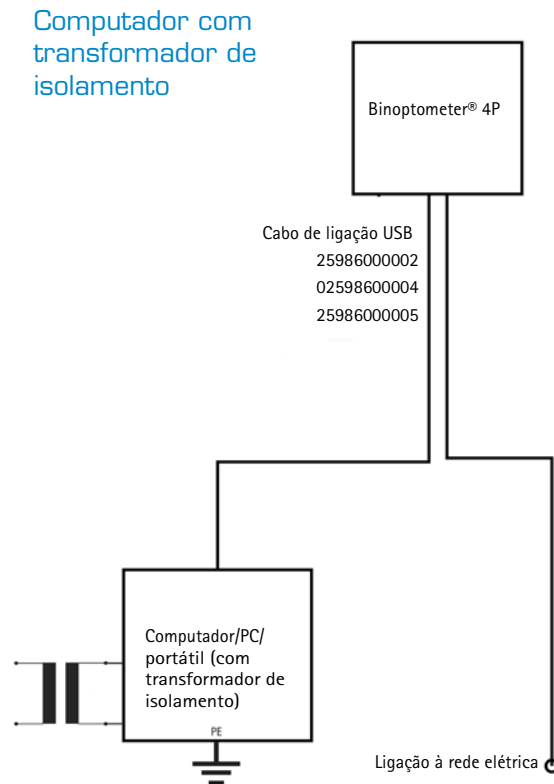 Computador com
transformador de
isolamento
Binoptometer® 4P
Cabo de ligação USB
25986000002
02598600004
25986000005
Computador/PC/
portátil (com
transformador de
isolamento)
PE
Ligação à rede elétrica